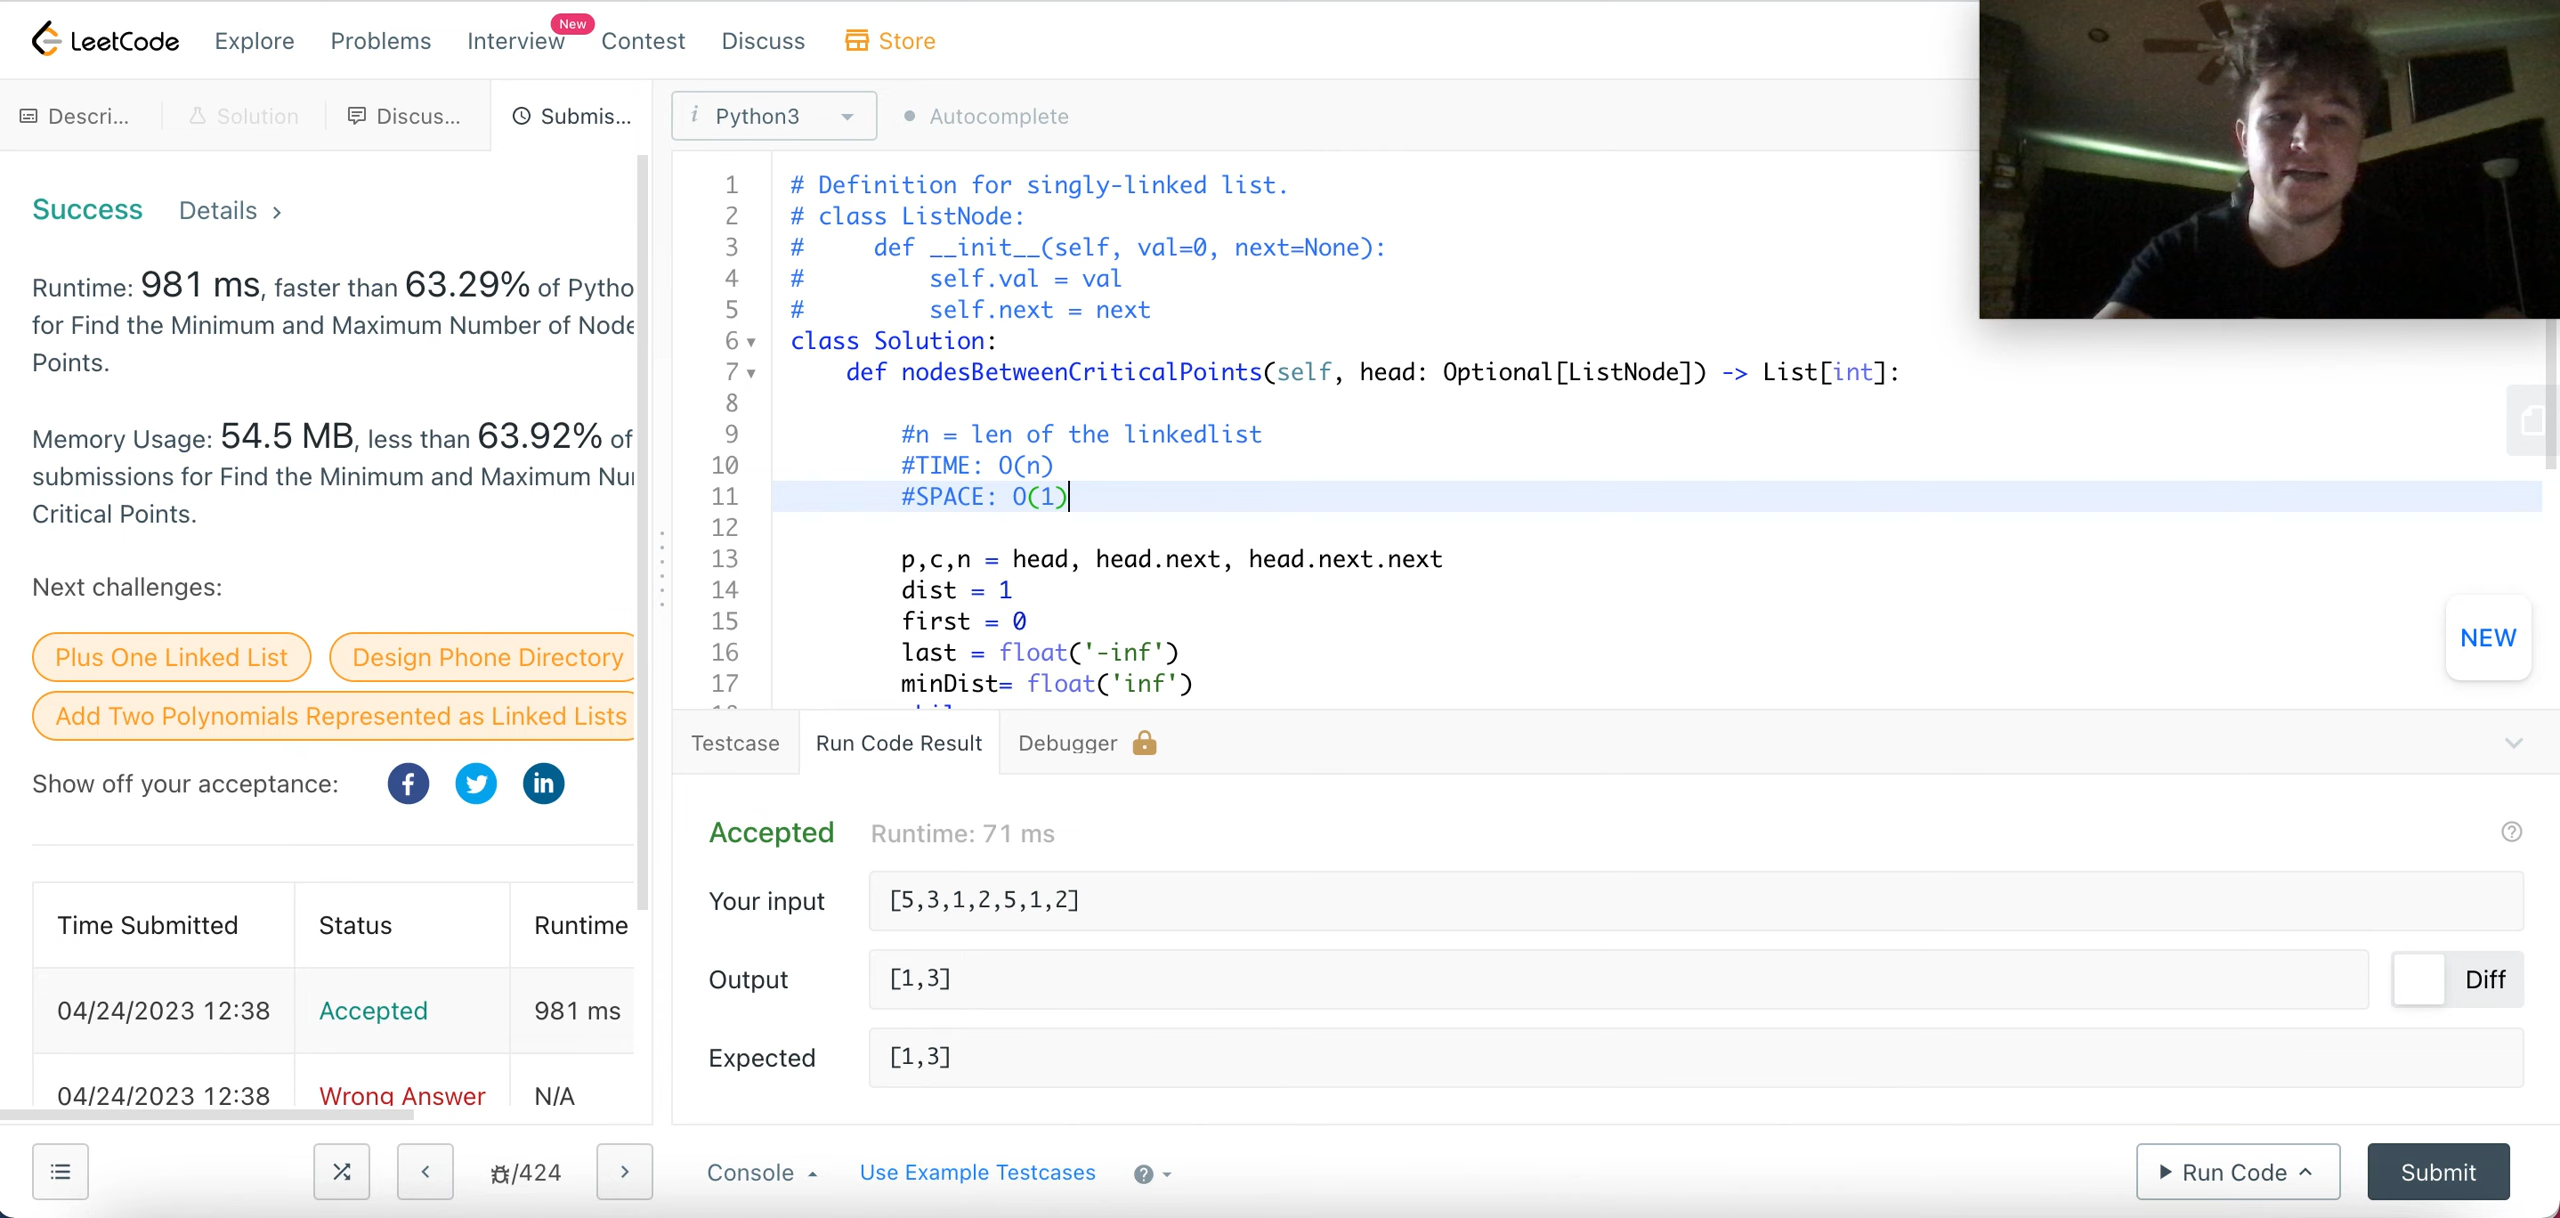 LeetCode Explore Problems Interview New Contest Discuss Store
Descri... Solution Discus... Submis...
Success Details >
Runtime: 981 ms, faster than 63.29% of Pytho
for Find the Minimum and Maximum Number of Node
Points.
Memory Usage: 54.5 MB, less than 63.92% of
submissions for Find the Minimum and Maximum Nu
Critical Points.
Next challenges:
Plus One Linked List Design Phone Directory
Add Two Polynomials Represented as Linked Lists
Show off your acceptance:
Time Submitted Status Runtime
04/24/2023 12:38 Accepted 981 ms
04/24/2023 12:38 Wrong Answer N/A
/424
i Python3 Autocomplete
1 # Definition for singly-linked list.
2 # class ListNode:
3 #     def __init__(self, val=0, next=None):
4 #         self.val = val
5 #         self.next = next
6 class Solution:
7     def nodesBetweenCriticalPoints(self, head: Optional[ListNode]) -> List[int]:
8
9         #n = len of the linkedlist
10         #TIME: O(n)
11         #SPACE: O(1)
12
13         p,c,n = head, head.next, head.next.next
14         dist = 1
15         first = 0
16         last = float('-inf')
17         minDist= float('inf')
NEW
Testcase Run Code Result Debugger
Accepted Runtime: 71 ms
Your input [5,3,1,2,5,1,2]
Output [1,3] Diff
Expected [1,3]
Console Use Example Testcases Run Code Submit